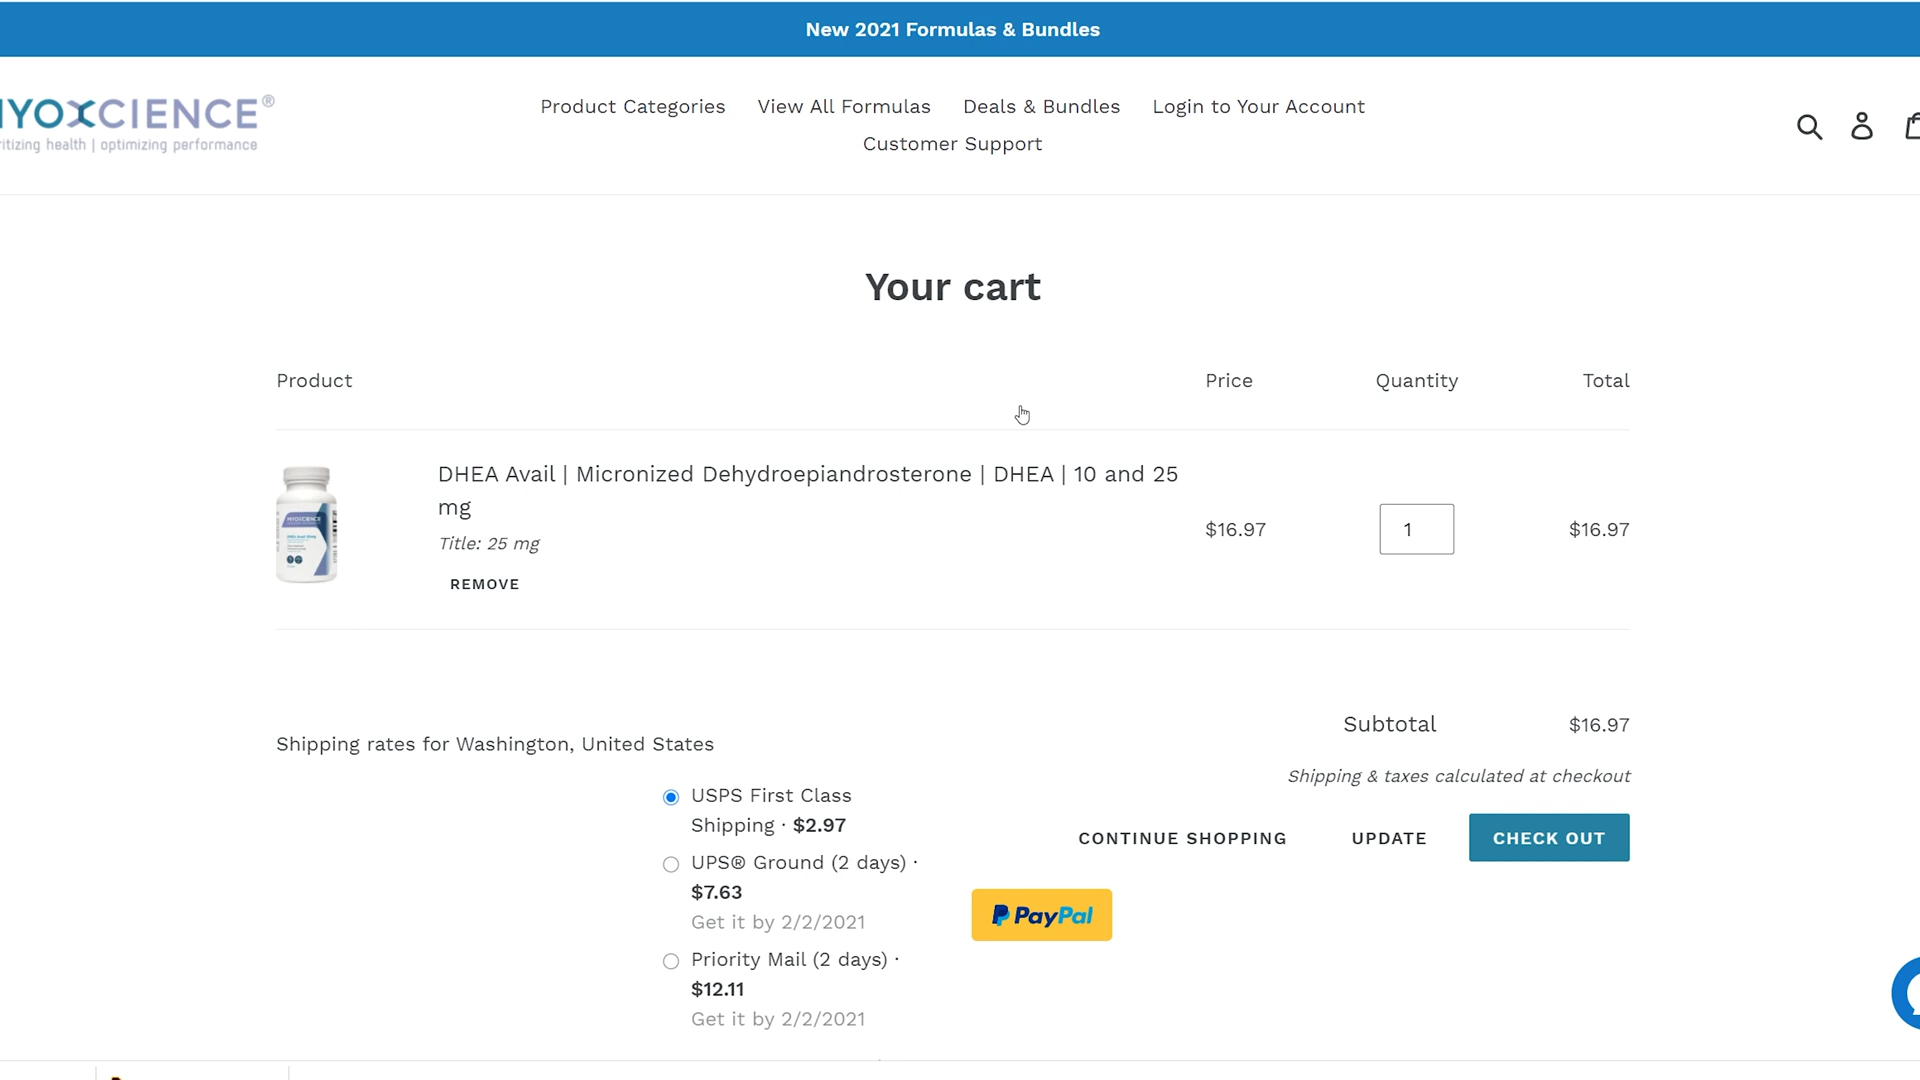 New 2021 Formulas & Bundles
MYOXCIENCE®
ritizing health | optimizing performance
Product Categories View All Formulas Deals & Bundles Login to Your Account
Customer Support
Your cart
Product Price Quantity Total
DHEA Avail | Micronized Dehydroepiandrosterone | DHEA | 10 and 25
mg
Title: 25 mg
REMOVE
$16.97 1 $16.97
Subtotal $16.97
Shipping rates for Washington, United States
Shipping & taxes calculated at checkout
USPS First Class
Shipping · $2.97
CONTINUE SHOPPING UPDATE CHECK OUT
UPS® Ground (2 days) ·
$7.63
Get it by 2/2/2021
PayPal
Priority Mail (2 days) ·
$12.11
Get it by 2/2/2021